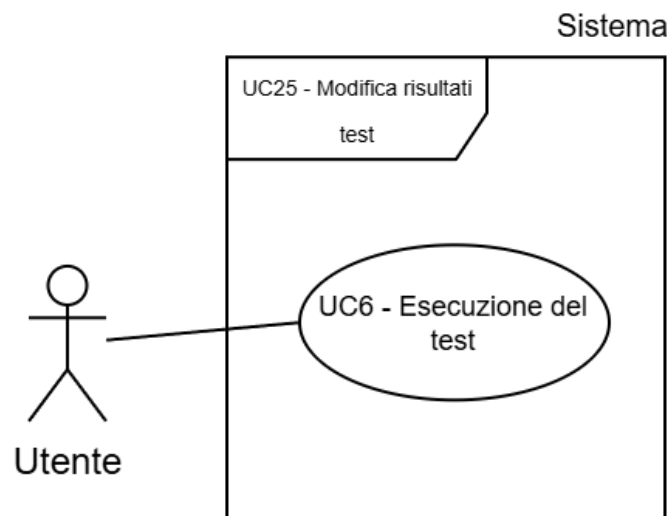 Sistema
UC25 - Modifica risultati
test
UC6 - Esecuzione del
test
Utente